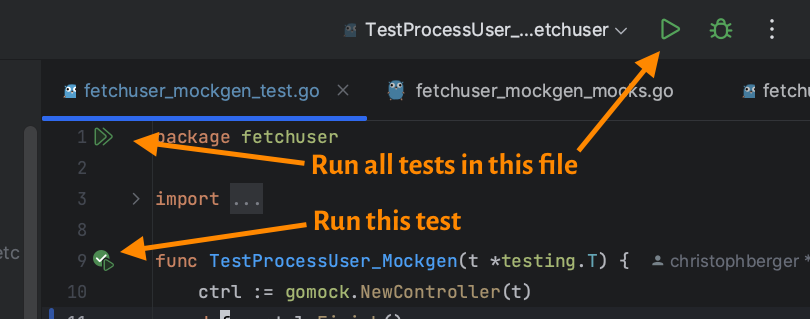 TestProcessUser_...etchuser
fetchuser_mockgen_test.go
fetchuser_mockgen_mocks.go
fetchu
1 package fetchuser
Run all tests in this file
2
3 import ...
8
Run this test
etc
9 func TestProcessUser_Mockgen(t *testing.T) { christophberger *
10 ctrl := gomock.NewController(t)
11